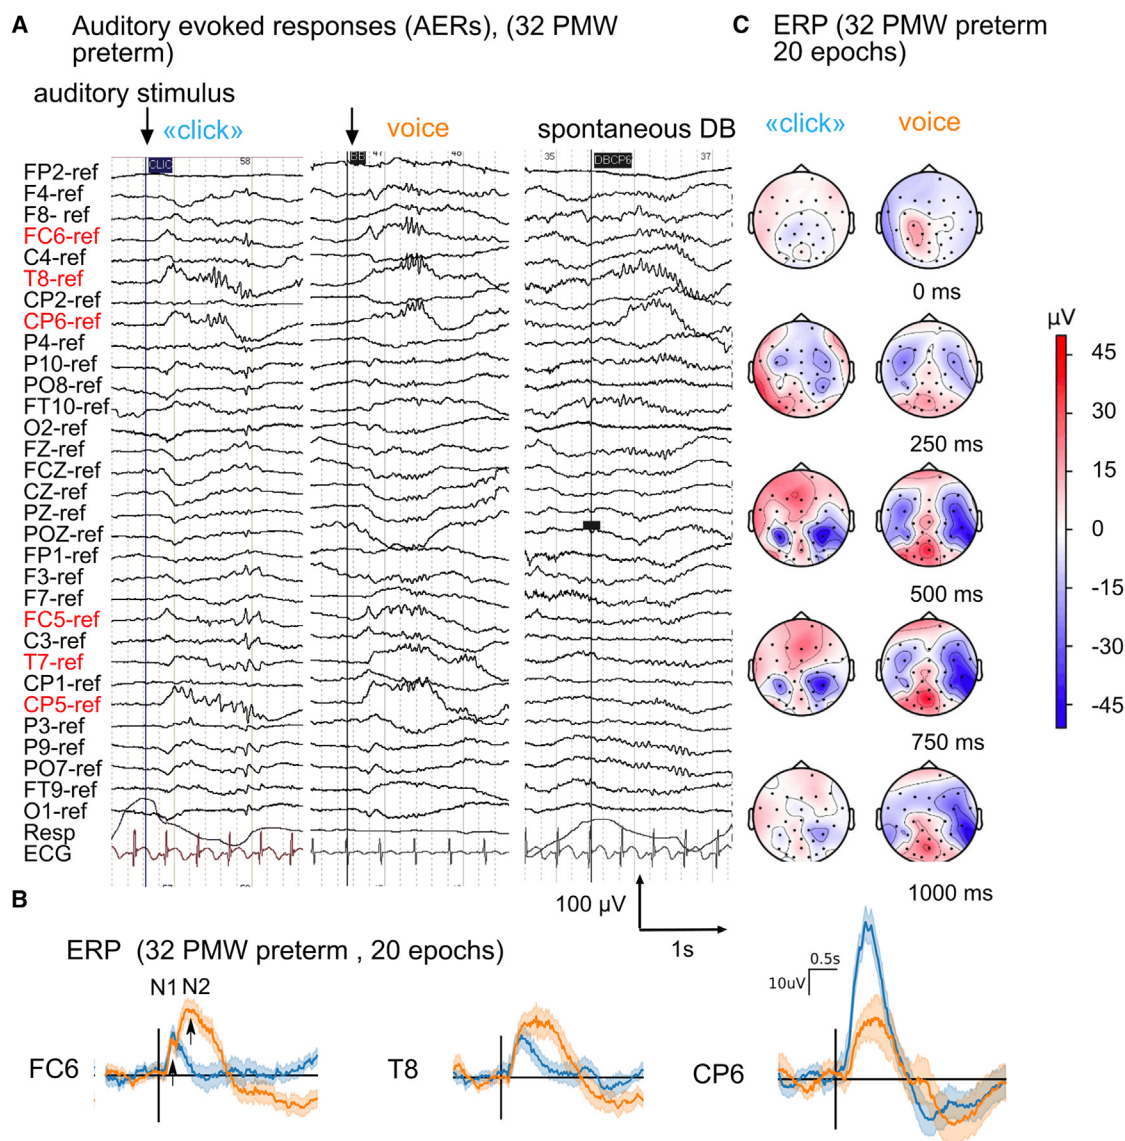 A
Auditory evoked responses (AERs), (32 PMW
preterm)
C
ERP (32 PMW preterm
20 epochs)
auditory stimulus
«click»
voice
spontaneous DB
«click»
voice
CLIC
58
BB
47
48
35
DBCP6
37
FP2-ref
F4-ref
F8- ref
FC6-ref
C4-ref
T8-ref
CP2-ref
CP6-ref
P4-ref
P10-ref
PO8-ref
FT10-ref
O2-ref
FZ-ref
FCZ-ref
CZ-ref
PZ-ref
POZ-ref
FP1-ref
F3-ref
F7-ref
FC5-ref
C3-ref
T7-ref
CP1-ref
CP5-ref
P3-ref
P9-ref
PO7-ref
FT9-ref
O1-ref
Resp
ECG
0 ms
250 ms
500 ms
750 ms
1000 ms
µV
45
30
15
0
-15
-30
-45
100 µV
1s
B
ERP (32 PMW preterm , 20 epochs)
N1
N2
FC6
T8
CP6
0.5s
10uV